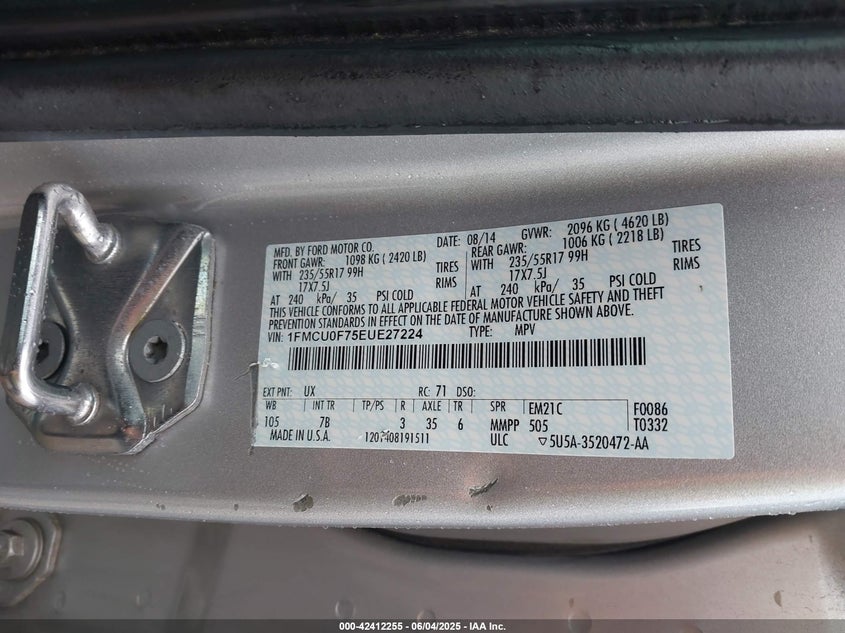 MFD. BY FORD MOTOR CO. DATE: 08/14 GVWR: 2096 KG ( 4620 LB)
FRONT GAWR: 1098 KG ( 2420 LB) REAR GAWR: 1006 KG ( 2218 LB)
WITH 235/55R17 99H TIRES WITH 235/55R17 99H TIRES
17X7.5J RIMS 17X7.5J RIMS
AT 240 kPa/ 35 PSI COLD AT 240 kPa/ 35 PSI COLD
THIS VEHICLE CONFORMS TO ALL APPLICABLE FEDERAL MOTOR VEHICLE SAFETY AND THEFT
PREVENTION STANDARDS IN EFFECT ON THE DATE OF MANUFACTURE SHOWN ABOVE.
VIN: 1FMCU0F75EUE27224 TYPE: MPV
EXT PNT: UX RC: 71 DSO:
WB INT TR TP/PS R AXLE TR SPR EM21C F0086
105 7B 3 35 6 MMPP 505 T0332
MADE IN U.S.A. ULC ▽5U5A-3520472-AA
000-42412255 - 06/04/2025 - IAA Inc.